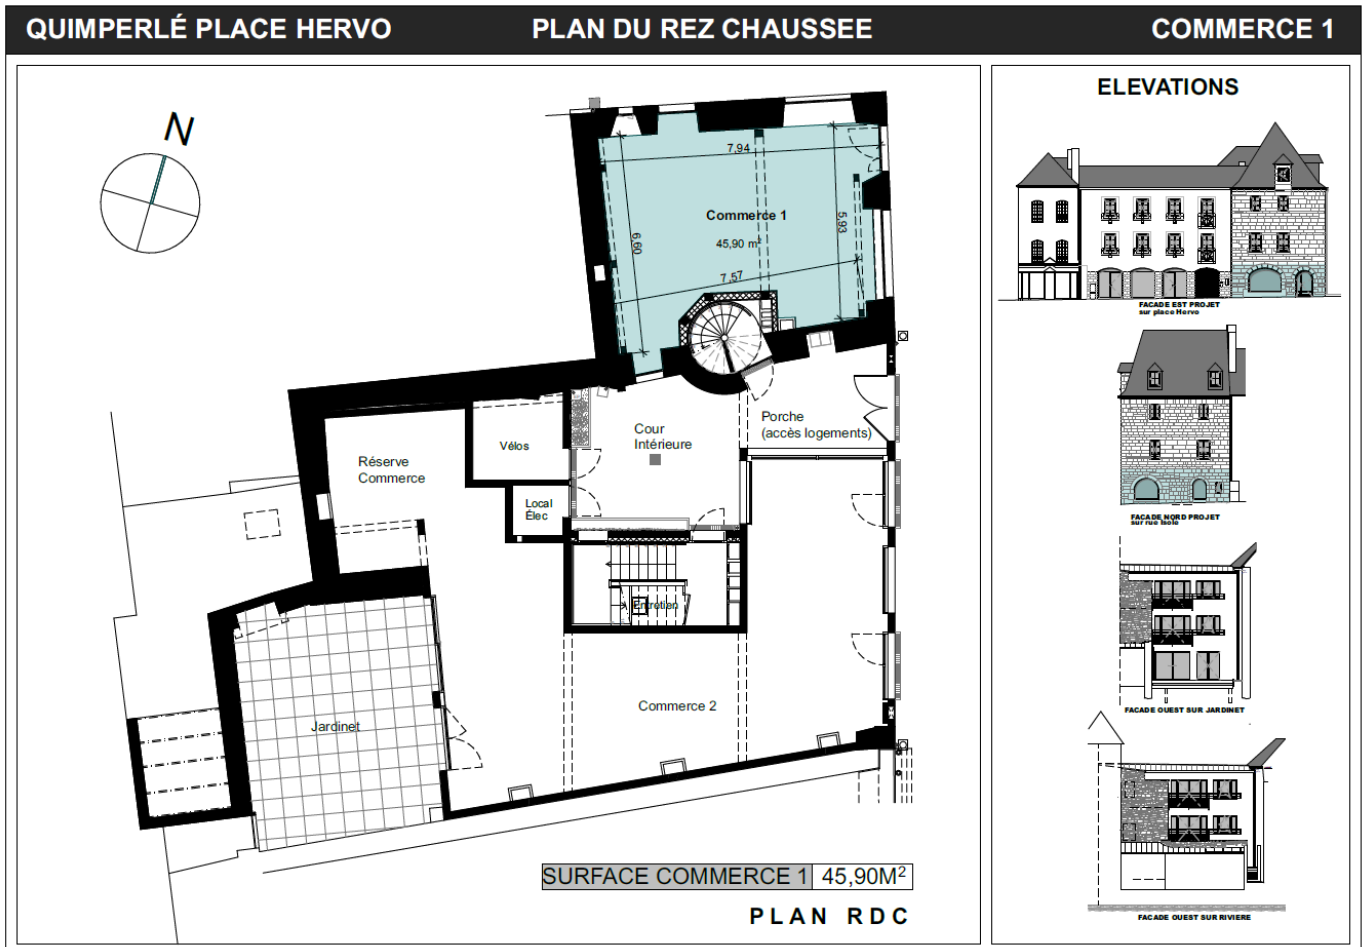 QUIMPERLÉ PLACE HERVO
PLAN DU REZ CHAUSSEE
COMMERCE 1
N
7,94
Commerce 1
45,90 m²
5,93
6,60
7,57
Porche
(accès logements)
Cour
Intérieure
Vélos
Réserve
Commerce
Local
Élec
Entretien
Commerce 2
Jardinet
SURFACE COMMERCE 1 45,90M²
PLAN RDC
ELEVATIONS
FACADE EST PROJET
sur place Hervo
FACADE NORD PROJET
sur rue Isole
FACADE OUEST SUR JARDINET
FACADE OUEST SUR RIVIERE